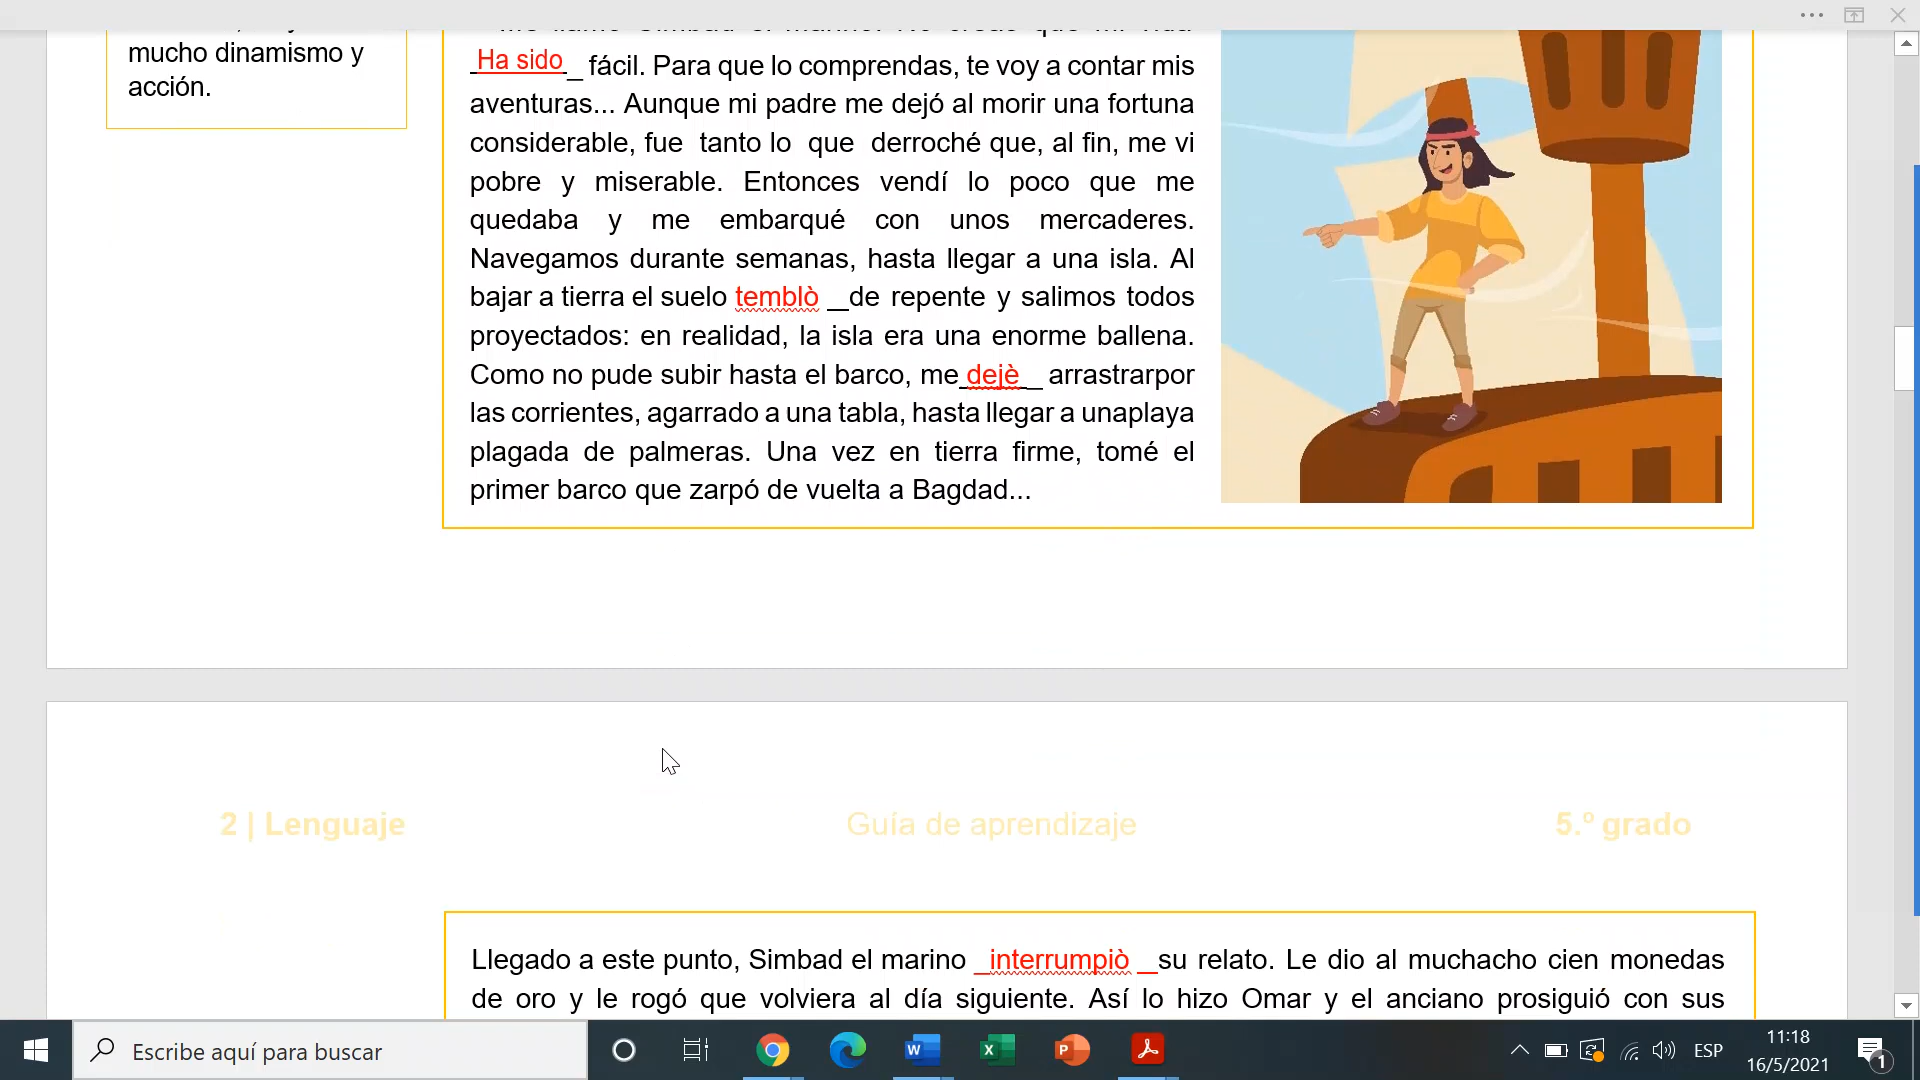 mucho dinamismo y
acción.
_Ha sido_ _ fácil. Para que lo comprendas, te voy a contar mis
aventuras... Aunque mi padre me dejó al morir una fortuna
considerable, fue tanto lo que derroché que, al fin, me vi
pobre y miserable. Entonces vendí lo poco que me
quedaba y me embarqué con unos mercaderes.
Navegamos durante semanas, hasta llegar a una isla. Al
bajar a tierra el suelo temblò _de repente y salimos todos
proyectados: en realidad, la isla era una enorme ballena.
Como no pude subir hasta el barco, me_dejè_ arrastrarpor
las corrientes, agarrado a una tabla, hasta llegar a unaplaya
plagada de palmeras. Una vez en tierra firme, tomé el
primer barco que zarpó de vuelta a Bagdad...
2 | Lenguaje
Guía de aprendizaje
5.º grado
Llegado a este punto, Simbad el marino _interrumpiò _su relato. Le dio al muchacho cien monedas
de oro y le rogó que volviera al día siguiente. Así lo hizo Omar y el anciano prosiguió con sus
Escribe aquí para buscar
ESP
11:18
16/5/2021
1